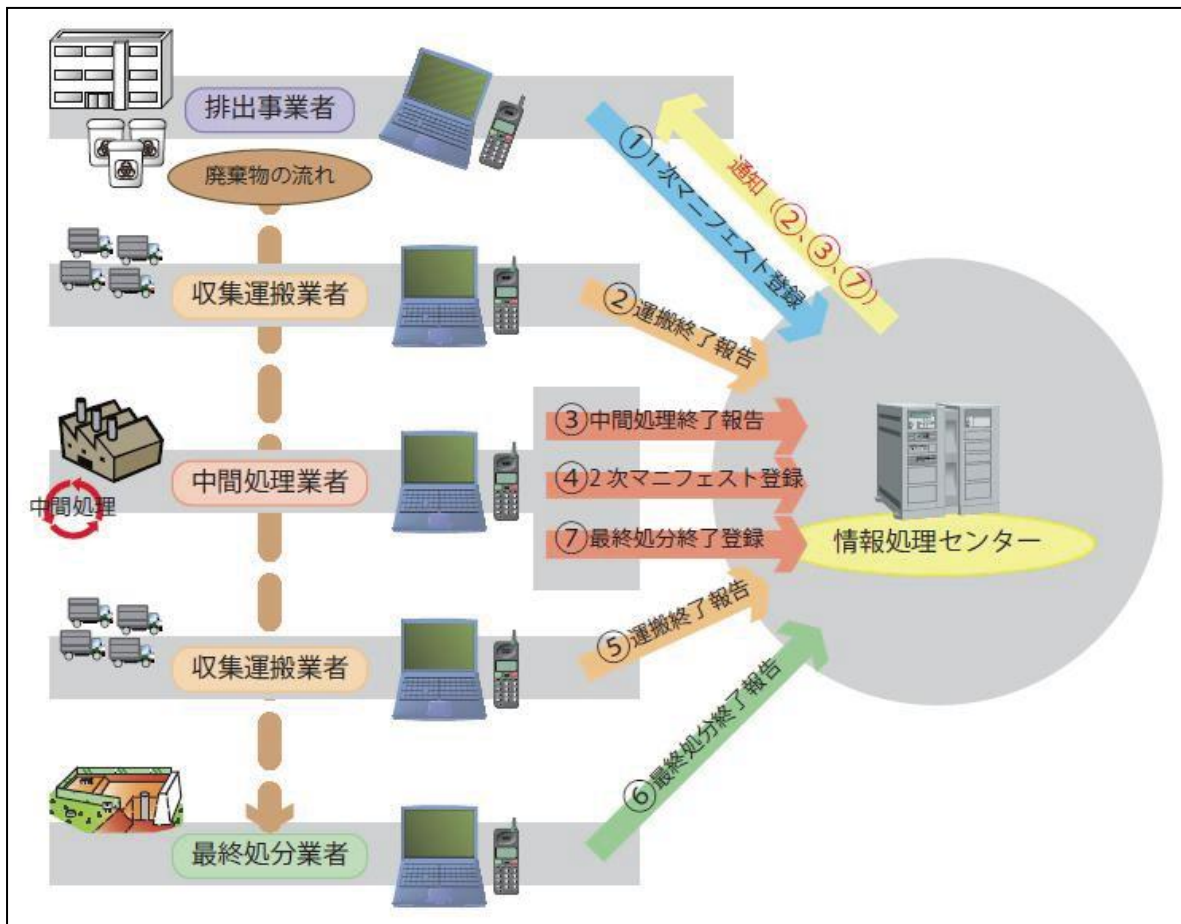 排出事業者
廃棄物の流れ
①1次マニフェスト登録
通知(②、③、⑦)
収集運搬業者
②運搬終了報告
中間処理
中間処理業者
③中間処理終了報告
④2次マニフェスト登録
⑦最終処分終了登録
情報処理センター
収集運搬業者
⑤運搬終了報告
最終処分業者
⑥最終処分終了報告